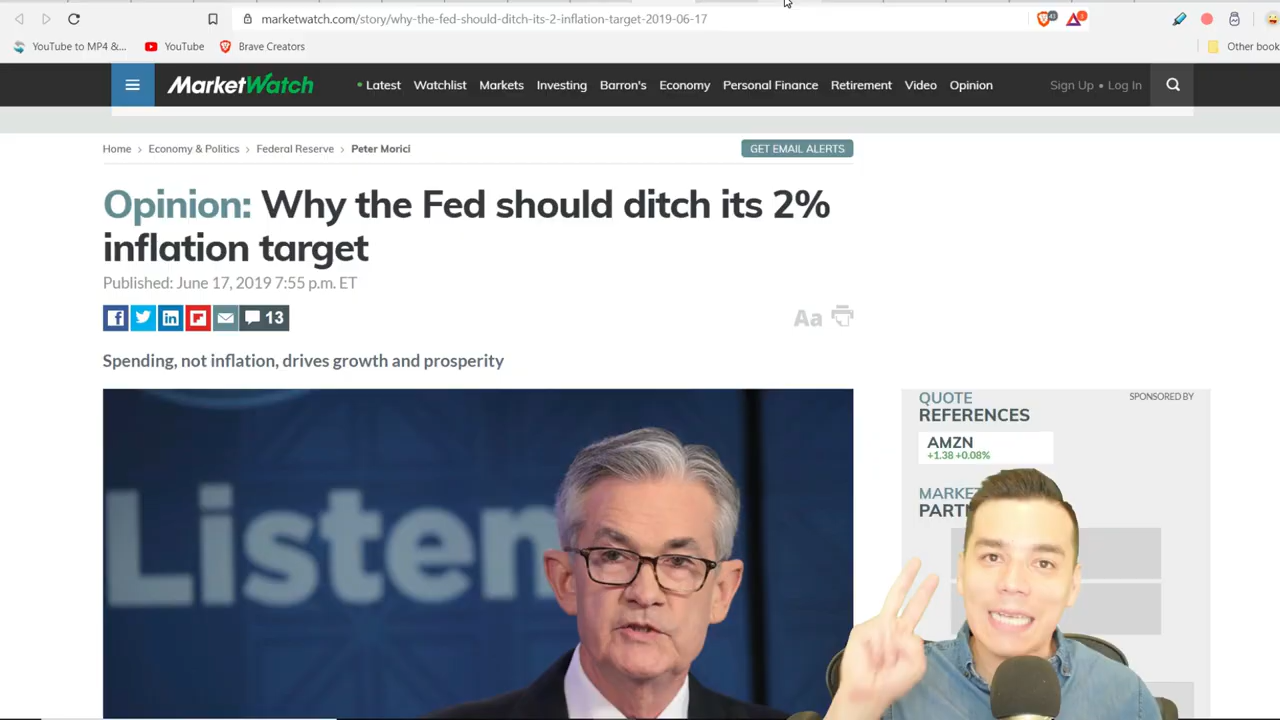 marketwatch.com/story/why-the-fed-should-ditch-its-2-inflation-target-2019-06-17
YouTube to MP4 &... YouTube Brave Creators Other book
MarketWatch • Latest Watchlist Markets Investing Barron's Economy Personal Finance Retirement Video Opinion Sign Up • Log In
Home > Economy & Politics > Federal Reserve > Peter Morici GET EMAIL ALERTS
Opinion: Why the Fed should ditch its 2%
inflation target
Published: June 17, 2019 7:55 p.m. ET
13 Aa
Spending, not inflation, drives growth and prosperity
Listen
QUOTE SPONSORED BY
REFERENCES
AMZN
+1.38 +0.08%
MARKE
PART